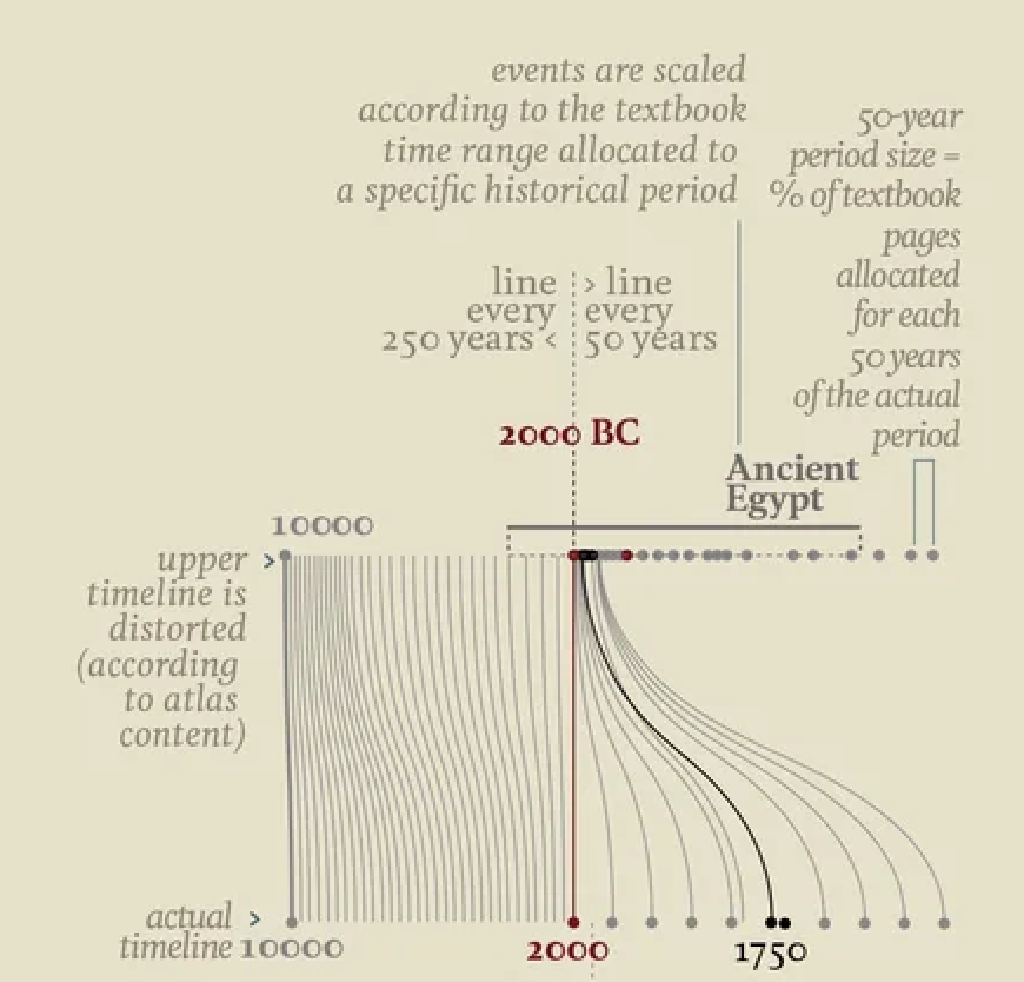 events are scaled
according to the textbook
time range allocated to
a specific historical period
50-year
period size =
% of textbook
pages
allocated
for each
50 years
of the actual
period
line
every
250 years <
> line
every
50 years
2000 BC
Ancient
Egypt
10000
upper >
timeline is
distorted
(according
to atlas
content)
actual >
timeline 10000
2000
1750